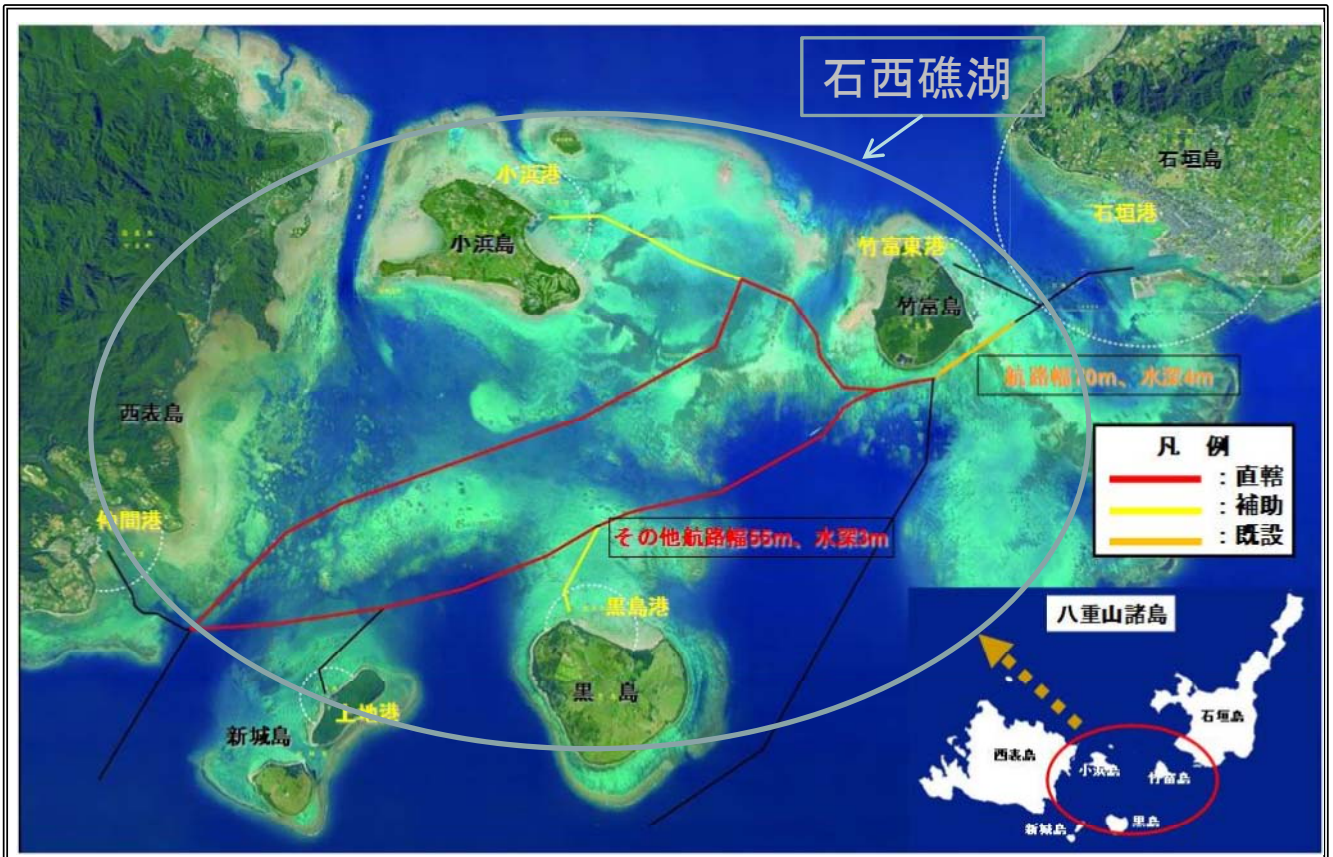 石西礁湖
石垣島
石垣港
小浜港
小浜島
竹富東港
竹富島
航路幅70m、水深4m
西表島
凡 例
：直轄
：補助
：既設
仲間港
その他航路幅55m、水深3m
黒島港
黒 島
上地港
新城島
八重山諸島
石垣島
西表島
小浜島
竹富島
黒島
新城島